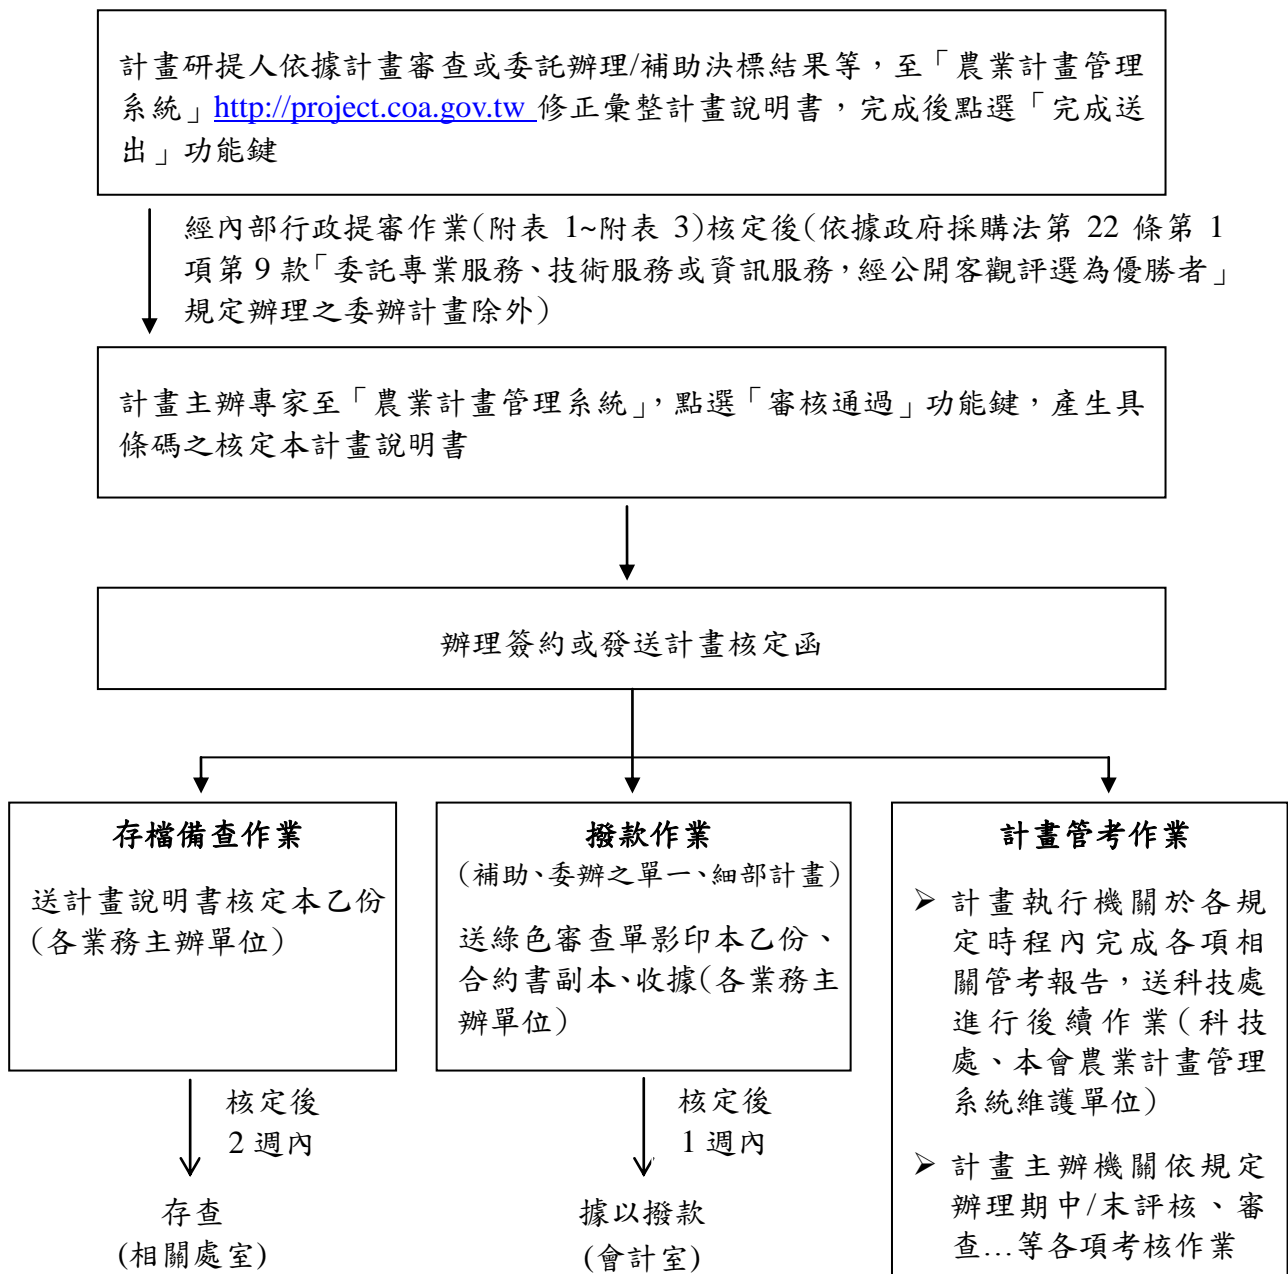 計畫研提人依據計畫審查或委託辦理/補助決標結果等，至「農業計畫管理
系統」http://project.coa.gov.tw 修正彙整計畫說明書，完成後點選「完成送
出」功能鍵
經內部行政提審作業(附表 1~附表 3)核定後(依據政府採購法第 22 條第 1
項第 9 款「委託專業服務、技術服務或資訊服務，經公開客觀評選為優勝者」
規定辦理之委辦計畫除外)
計畫主辦專家至「農業計畫管理系統」，點選「審核通過」功能鍵，產生具
條碼之核定本計畫說明書
辦理簽約或發送計畫核定函
存檔備查作業
送計畫說明書核定本乙份
(各業務主辦單位)
核定後
2 週內
存查
(相關處室)
撥款作業
(補助、委辦之單一、細部計畫)
送綠色審查單影印本乙份、
合約書副本、收據(各業務主
辦單位)
核定後
1 週內
據以撥款
(會計室)
計畫管考作業
➢ 計畫執行機關於各規
定時程內完成各項相
關管考報告，送科技處
進行後續作業(科技
處、本會農業計畫管理
系統維護單位)
➢ 計畫主辦機關依規定
辦理期中/末評核、審
查…等各項考核作業